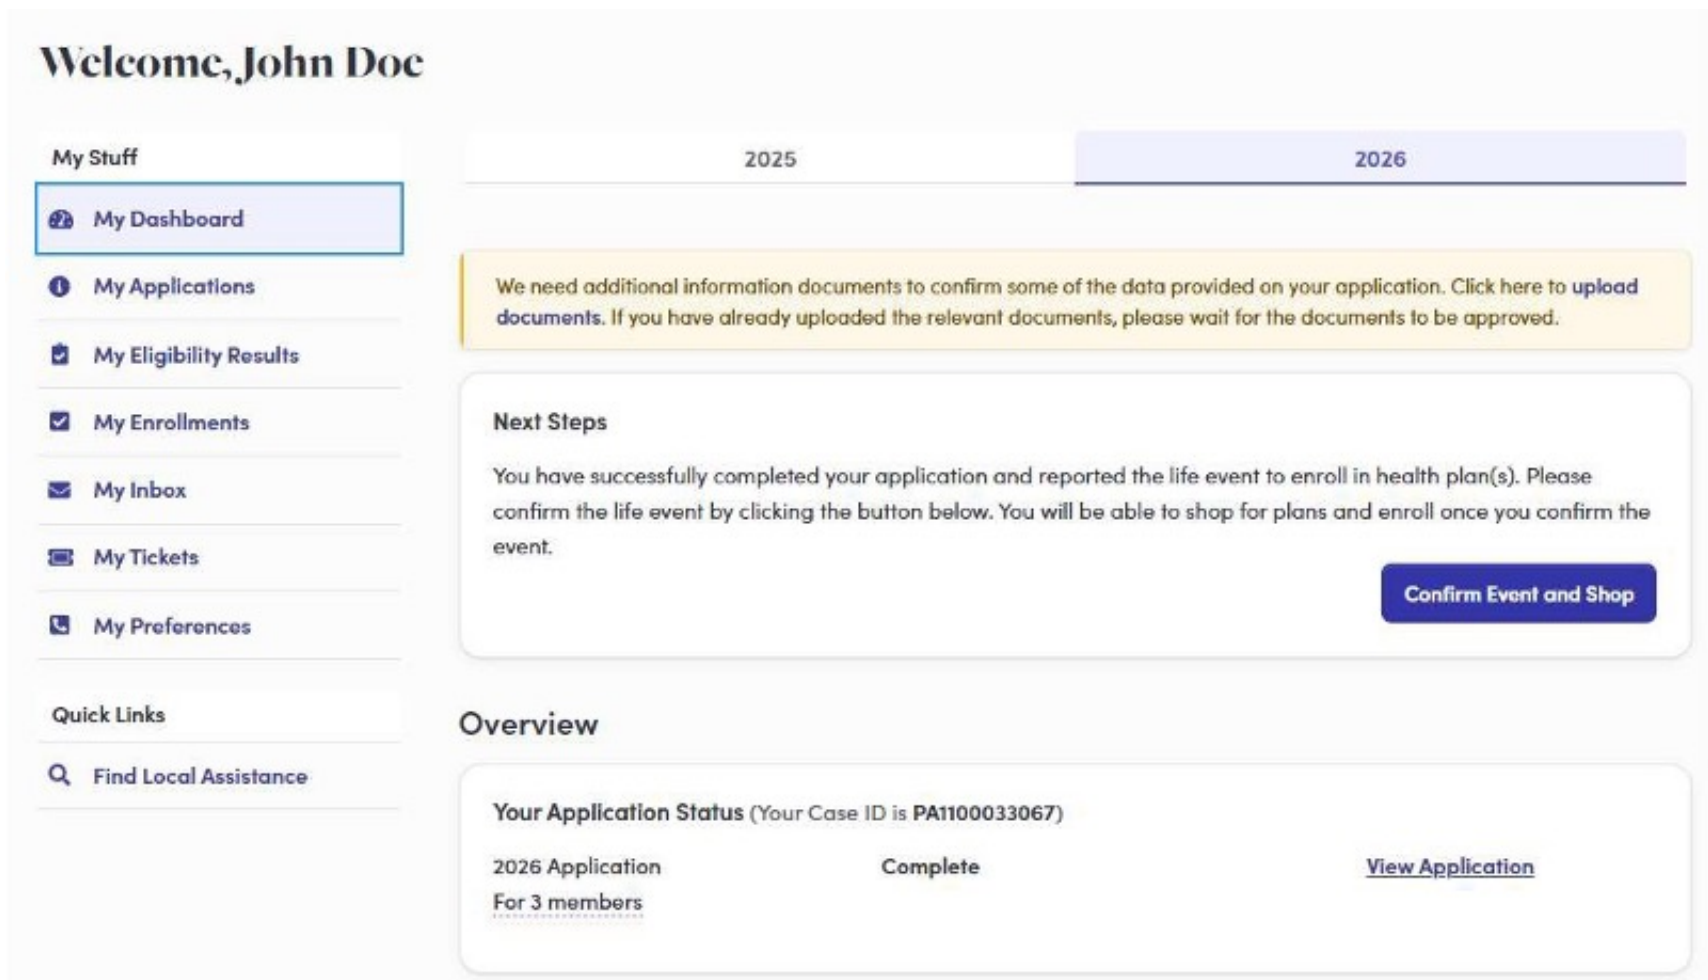 Welcome, John Doe
My Stuff
My Dashboard
My Applications
My Eligibility Results
My Enrollments
My Inbox
My Tickets
My Preferences
Quick Links
Find Local Assistance
2025
2026
We need additional information documents to confirm some of the data provided on your application. Click here to upload
documents. If you have already uploaded the relevant documents, please wait for the documents to be approved.
Next Steps
You have successfully completed your application and reported the life event to enroll in health plan(s). Please
confirm the life event by clicking the button below. You will be able to shop for plans and enroll once you confirm the
event.
Confirm Event and Shop
Overview
Your Application Status (Your Case ID is PA1100033067)
2026 Application
Complete
View Application
For 3 members